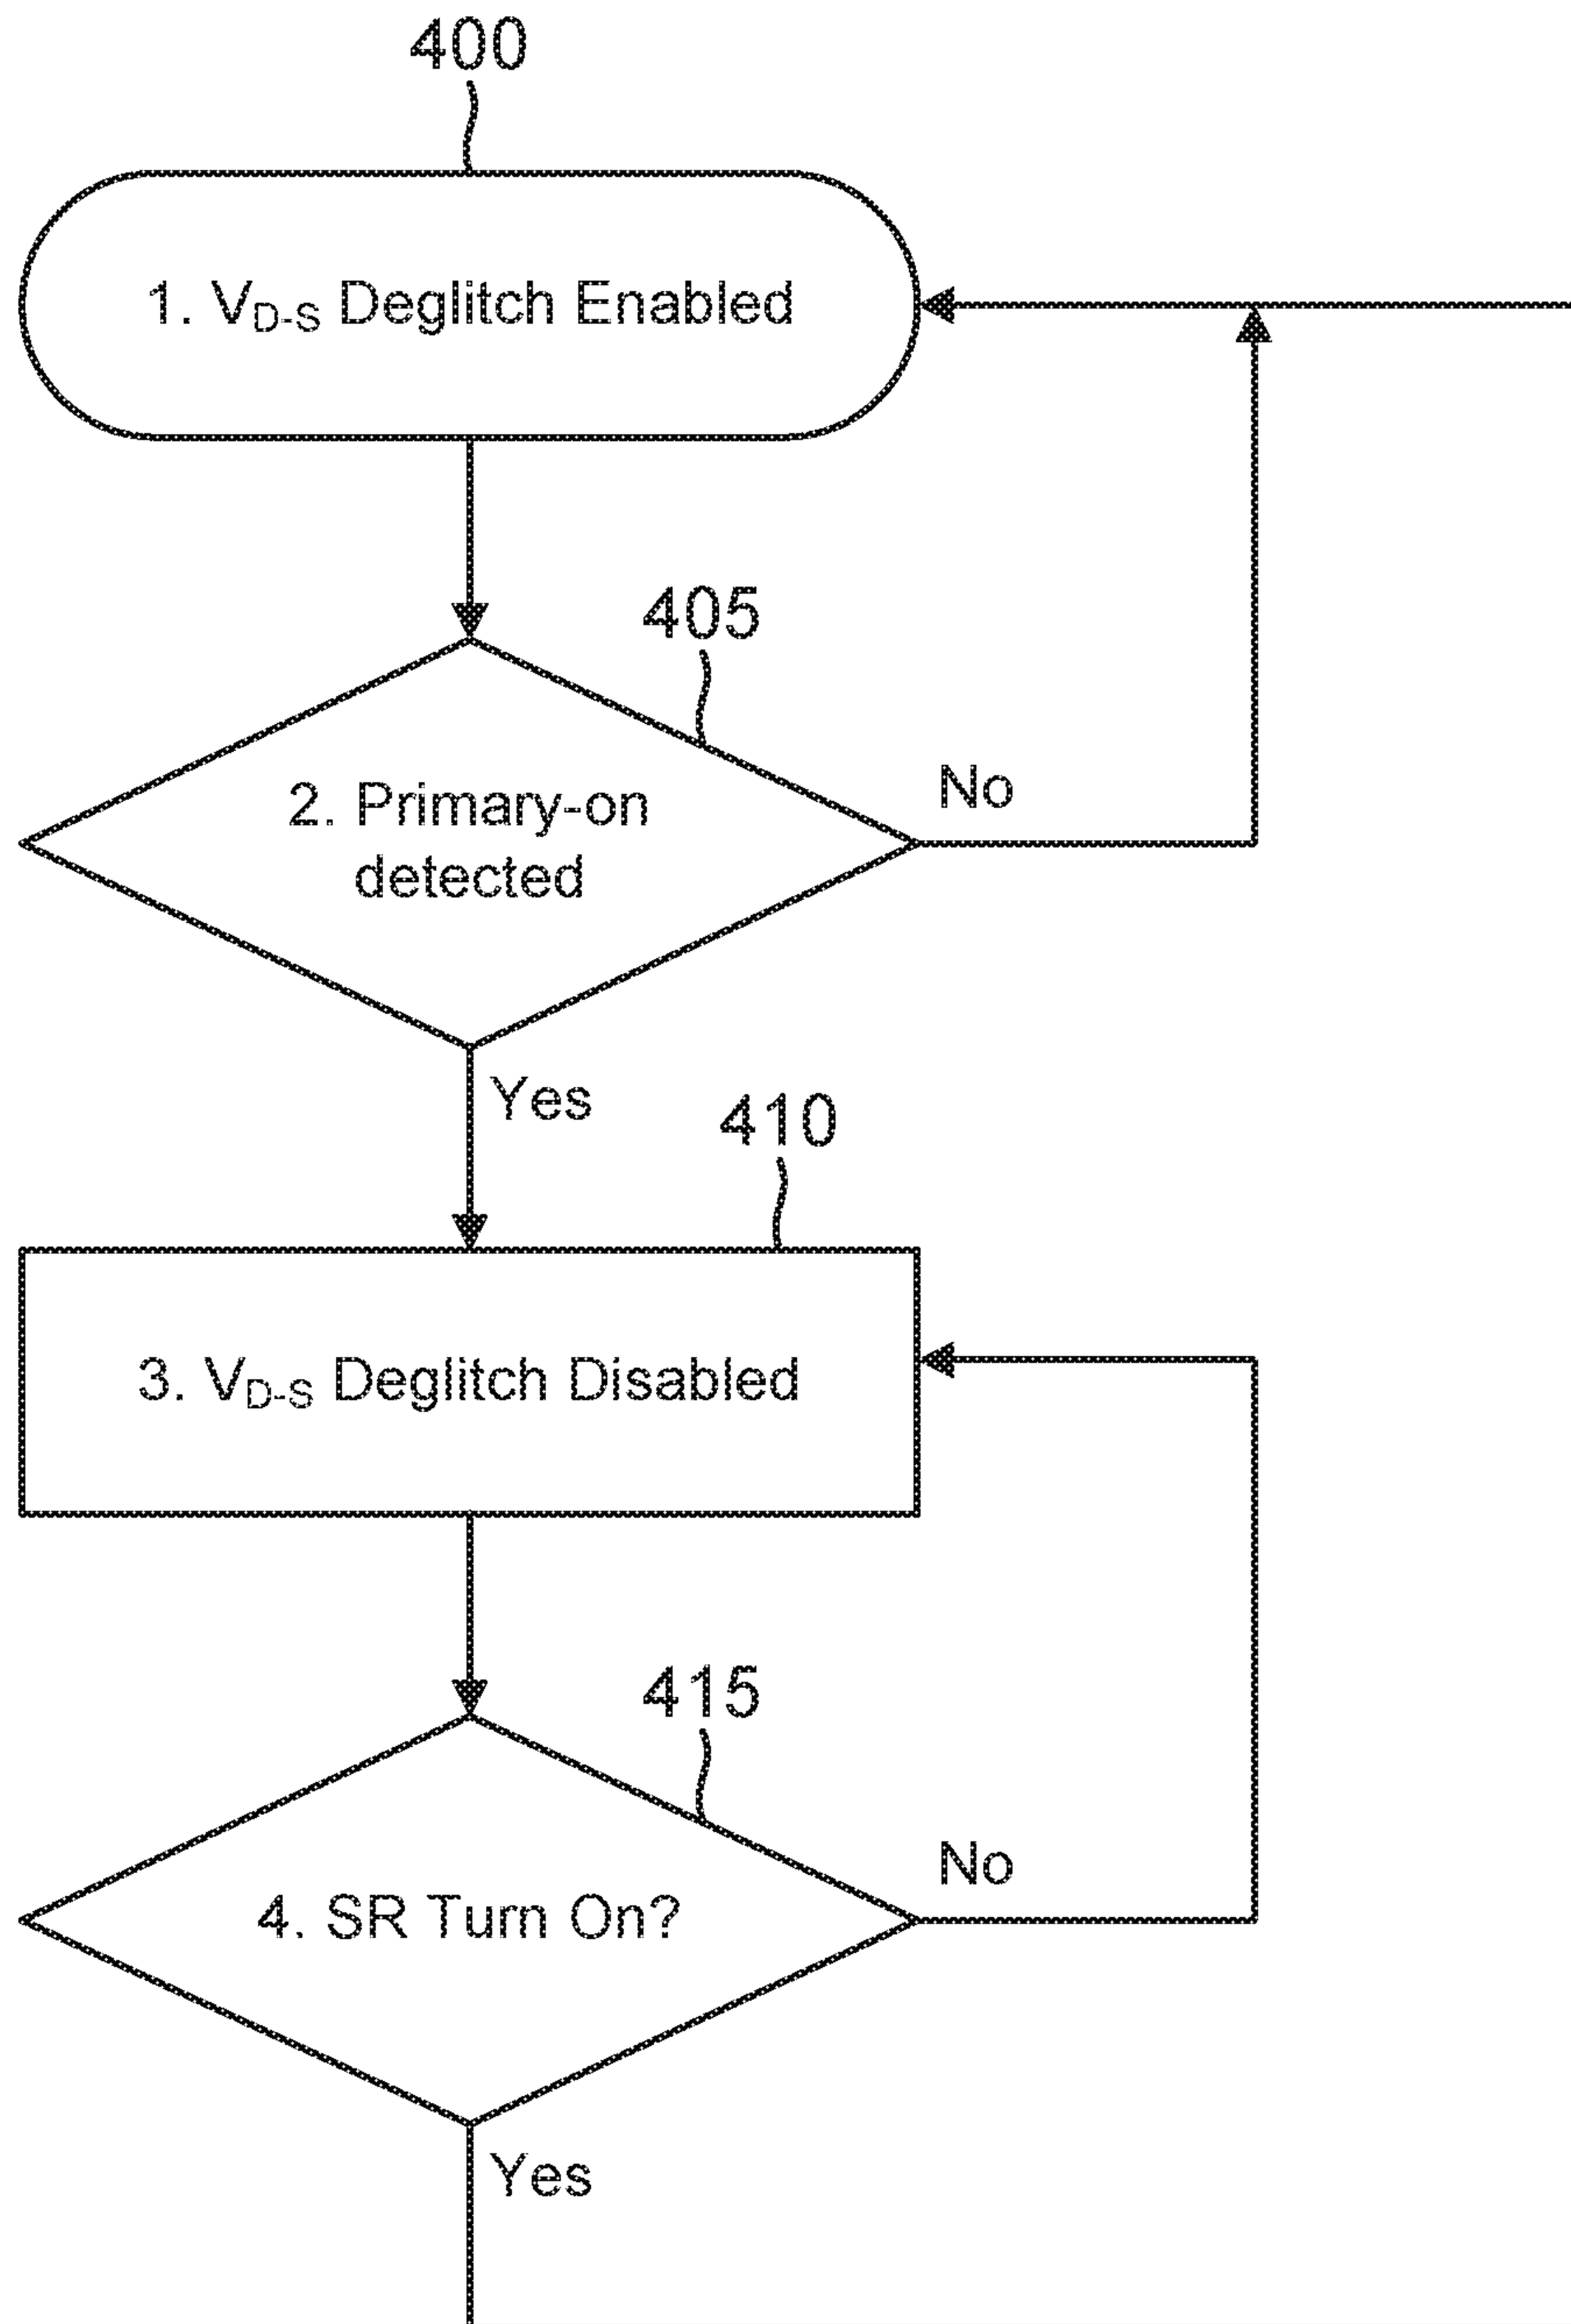 400
1. VD-S Deglitch Enabled
405
2. Primary-on
detected
No
Yes
410
3. VD-S Deglitch Disabled
415
4. SR Turn On?
No
Yes